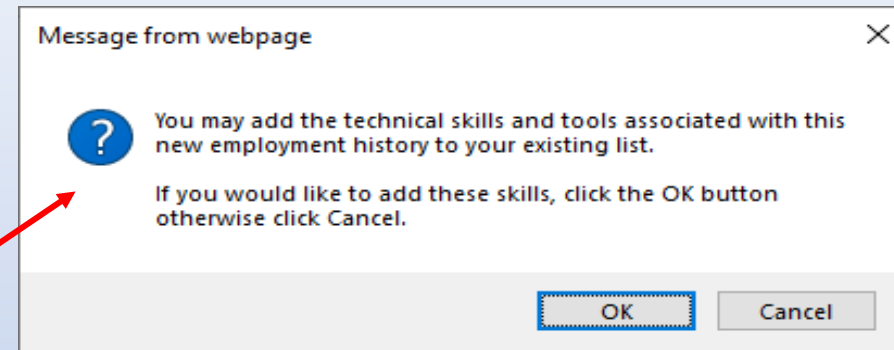 Message from webpage
You may add the technical skills and tools associated with this
new employment history to your existing list.
If you would like to add these skills, click the OK button
otherwise click Cancel.
OK
Cancel